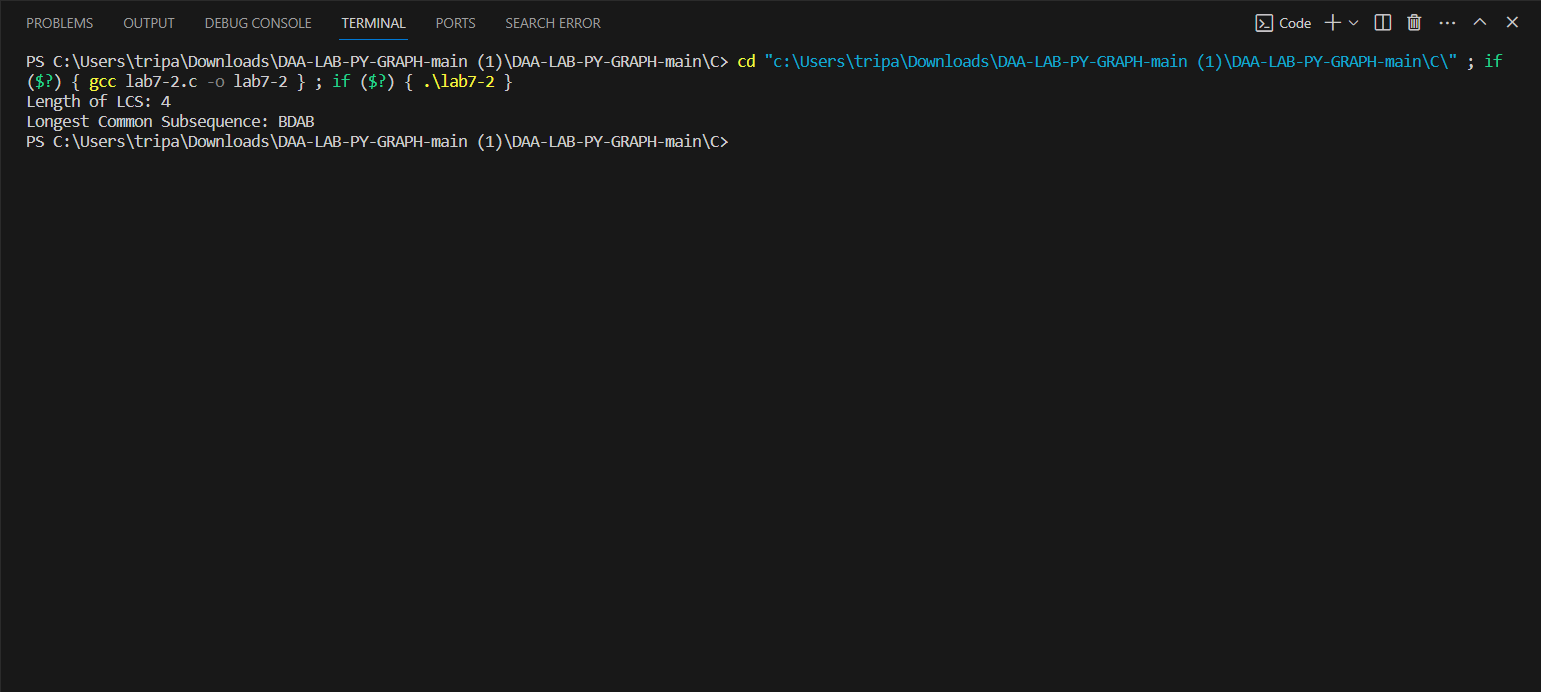 PROBLEMS OUTPUT DEBUG CONSOLE TERMINAL PORTS SEARCH ERROR Code
PS C:\Users\tripa\Downloads\DAA-LAB-PY-GRAPH-main (1)\DAA-LAB-PY-GRAPH-main\C> cd "c:\Users\tripa\Downloads\DAA-LAB-PY-GRAPH-main (1)\DAA-LAB-PY-GRAPH-main\C\" ; if
($?) { gcc lab7-2.c -o lab7-2 } ; if ($?) { .\lab7-2 }
Length of LCS: 4
Longest Common Subsequence: BDAB
PS C:\Users\tripa\Downloads\DAA-LAB-PY-GRAPH-main (1)\DAA-LAB-PY-GRAPH-main\C>